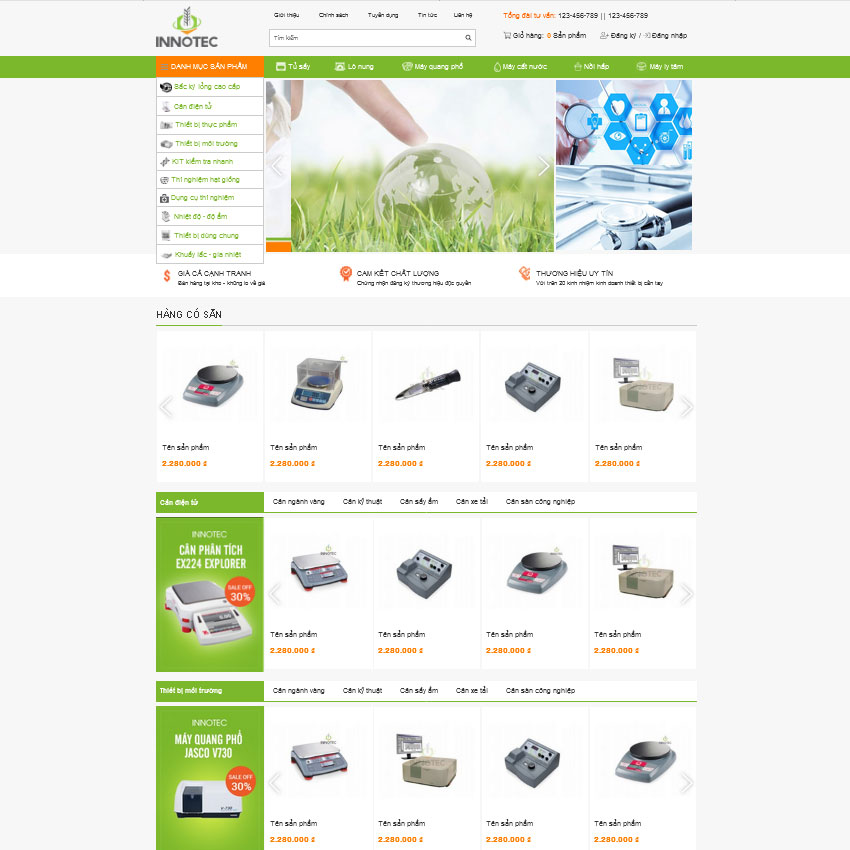 INNOTEC
Giới thiệu Chính sách Tuyển dụng Tin tức Liên hệ
Tổng đài tư vấn: 123-456-789 || 123-456-789
Tìm kiếm
Giỏ hàng: 0 Sản phẩm Đăng ký / Đăng nhập
DANH MỤC SẢN PHẨM Tủ sấy Lò nung Máy quang phổ Máy cất nước Nồi hấp Máy ly tâm
Sắc ký lỏng cao cấp
Cân điện tử
Thiết bị thực phẩm
Thiết bị môi trường
KIT kiểm tra nhanh
Thí nghiệm hạt giống
Dụng cụ thí nghiệm
Nhiệt độ - độ ẩm
Thiết bị dùng chung
Khuấy lắc - gia nhiệt
GIÁ CẢ CẠNH TRANH
Bán hàng tại kho - không lo về giá
CAM KẾT CHẤT LƯỢNG
Chứng nhận đăng ký thương hiệu độc quyền
THƯƠNG HIỆU UY TÍN
Với trên 20 kinh nhiệm kinh doanh thiết bị cân tay
HÀNG CÓ SẴN
Tên sản phẩm Tên sản phẩm Tên sản phẩm Tên sản phẩm Tên sản phẩm
2.280.000 đ 2.280.000 đ 2.280.000 đ 2.280.000 đ 2.280.000 đ
Cân điện tử Cân ngành vàng Cân kỹ thuật Cân sấy ẩm Cân xe tải Cân sàn công nghiệp
INNOTEC
CÂN PHÂN TÍCH
EX224 EXPLORER
SALE OFF
30%
Tên sản phẩm Tên sản phẩm Tên sản phẩm Tên sản phẩm
2.280.000 đ 2.280.000 đ 2.280.000 đ 2.280.000 đ
Thiết bị môi trường Cân ngành vàng Cân kỹ thuật Cân sấy ẩm Cân xe tải Cân sàn công nghiệp
INNOTEC
MÁY QUANG PHỔ
JASCO V730
SALE OFF
30%
Tên sản phẩm Tên sản phẩm Tên sản phẩm Tên sản phẩm
2.280.000 đ 2.280.000 đ 2.280.000 đ 2.280.000 đ